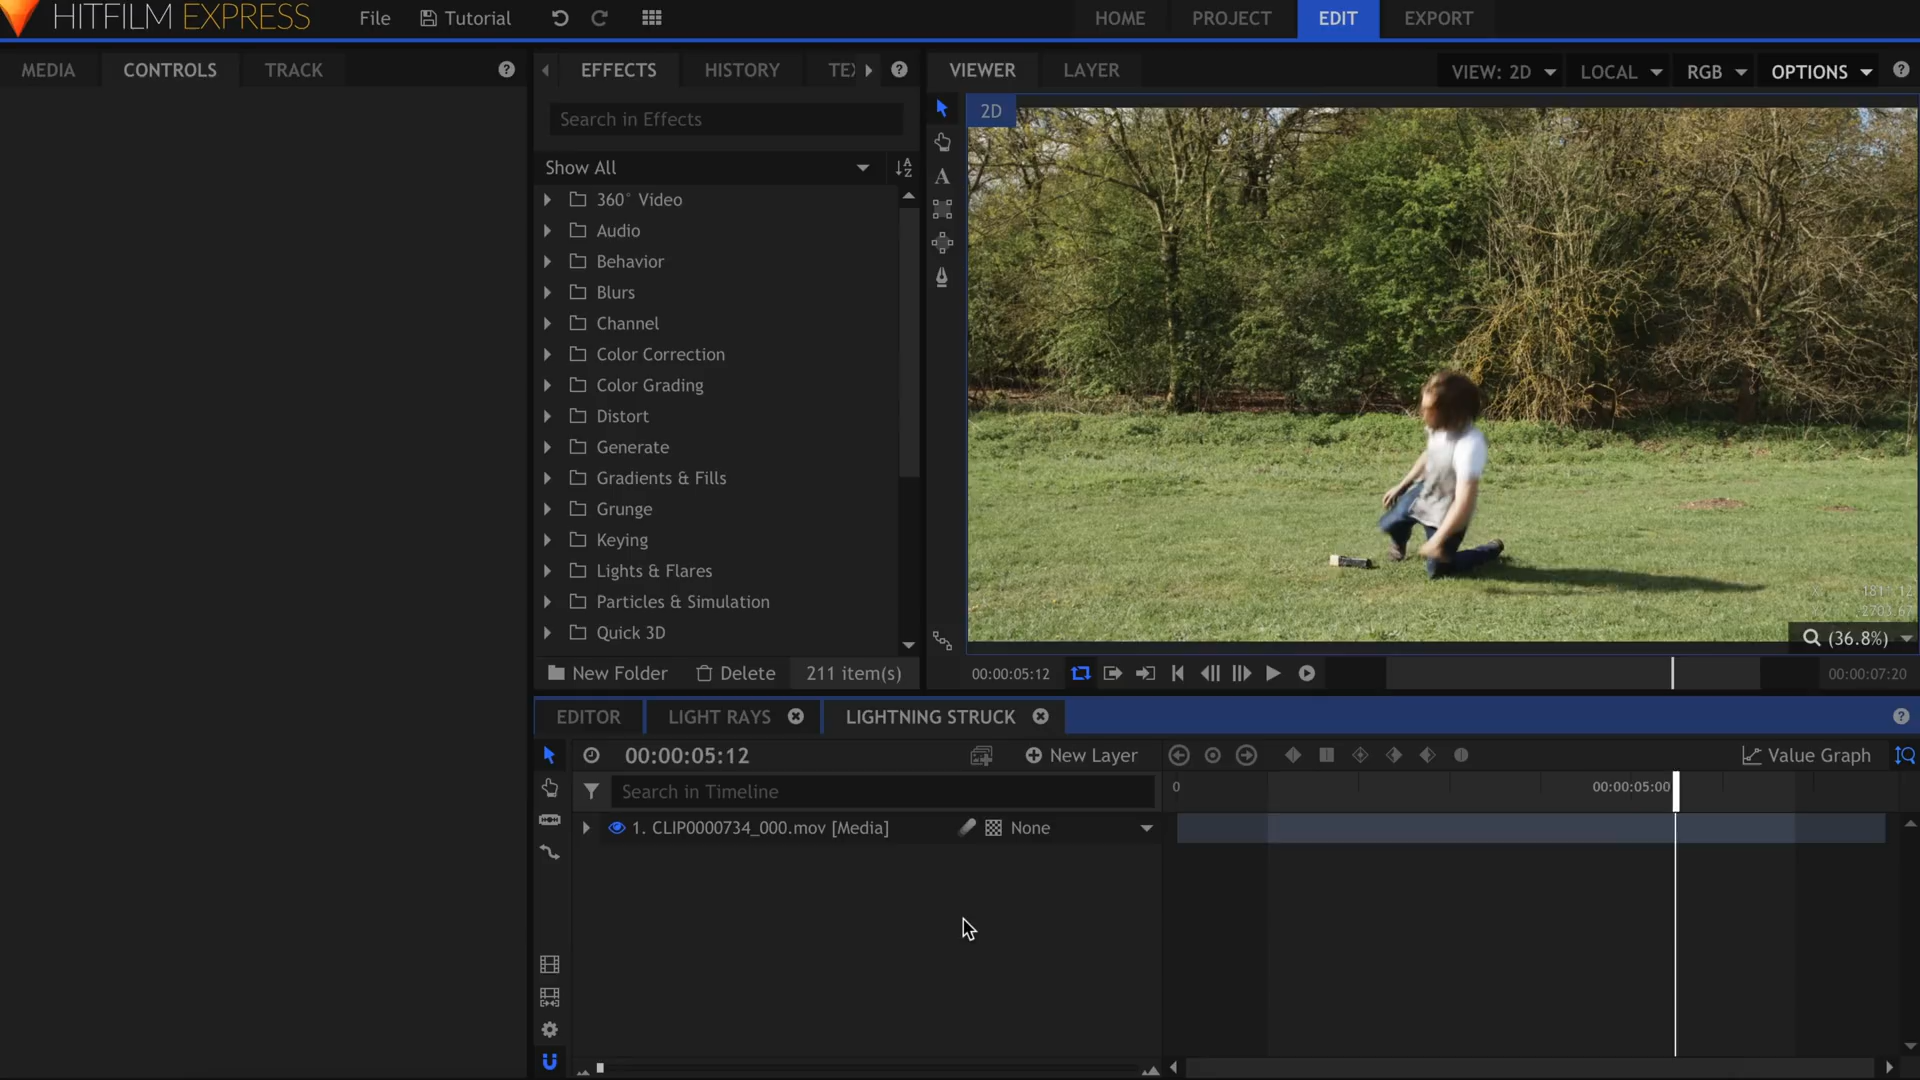 HITFILM EXPRESS
File
Tutorial
HOME
PROJECT
EDIT
EXPORT
MEDIA
CONTROLS
TRACK
EFFECTS
HISTORY
VIEWER
LAYER
VIEW: 2D
LOCAL
RGB
OPTIONS
Search in Effects
2D
Show All
360° Video
Audio
Behavior
Blurs
Channel
Color Correction
Color Grading
Distort
Generate
Gradients & Fills
Grunge
Keying
Lights & Flares
Particles & Simulation
Quick 3D
(36.8%)
New Folder
Delete
211 item(s)
00:00:05:12
00:00:07:20
EDITOR
LIGHT RAYS
LIGHTNING STRUCK
00:00:05:12
New Layer
Value Graph
Search in Timeline
0
00:00:05:00
1. CLIP0000734_000.mov [Media]
None